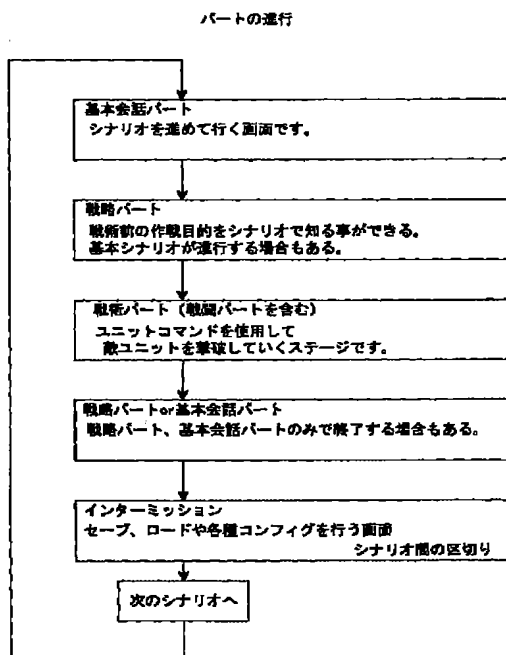 パートの進行
基本会話パート
シナリオを進めて行く画面です。
戦略パート
戦術前の作戦目的をシナリオで知る事ができる。
基本シナリオが進行する場合もある。
戦術パート（戦闘パートを含む）
ユニットコマンドを使用して
敵ユニットを撃破していくステージです。
戦略パートor基本会話パート
戦略パート、基本会話パートのみで終了する場合もある。
インターミッション
セーブ、ロードや各種コンフィグを行う画面
シナリオ間の区切り
次のシナリオへ